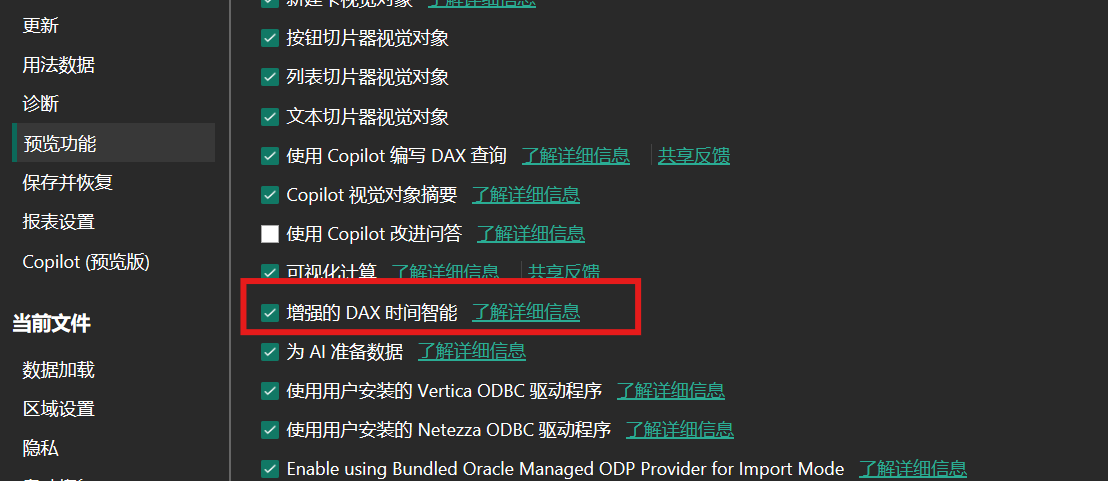 更新
用法数据
诊断
预览功能
保存并恢复
报表设置
Copilot (预览版)
当前文件
数据加载
区域设置
隐私
新建卡视觉对象 了解详细信息
按钮切片器视觉对象
列表切片器视觉对象
文本切片器视觉对象
使用 Copilot 编写 DAX 查询 了解详细信息 共享反馈
Copilot 视觉对象摘要 了解详细信息
使用 Copilot 改进问答 了解详细信息
可视化计算 了解详细信息 共享反馈
增强的 DAX 时间智能 了解详细信息
为 AI 准备数据 了解详细信息
使用用户安装的 Vertica ODBC 驱动程序 了解详细信息
使用用户安装的 Netezza ODBC 驱动程序 了解详细信息
Enable using Bundled Oracle Managed ODP Provider for Import Mode 了解详细信息